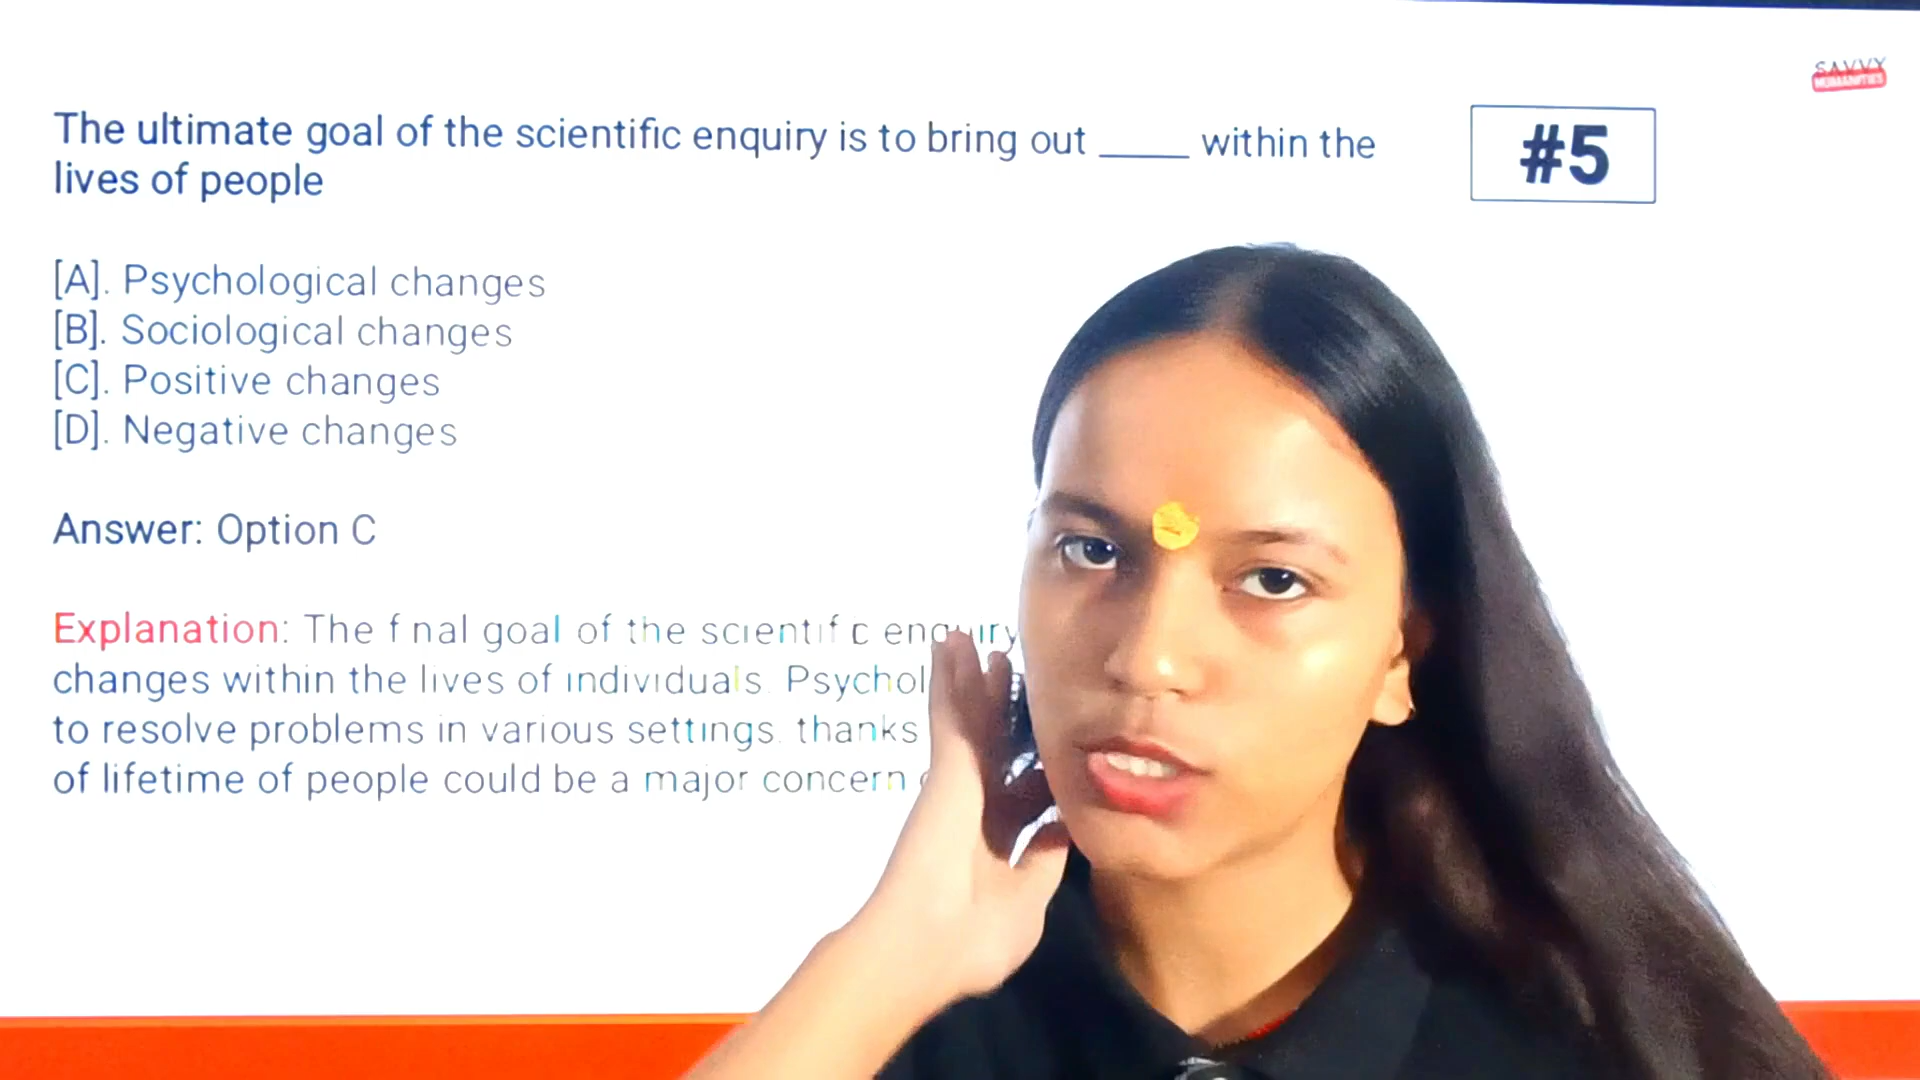 SAVVY
HUMANITIES
The ultimate goal of the scientific enquiry is to bring out _____ within the
#5
lives of people
[A]. Psychological changes
[B]. Sociological changes
[C]. Positive changes
[D]. Negative changes
Answer: Option C
Explanation: The final goal of the scientific enquiry
changes within the lives of individuals. Psychol
to resolve problems in various settings. thanks
of lifetime of people could be a major concern